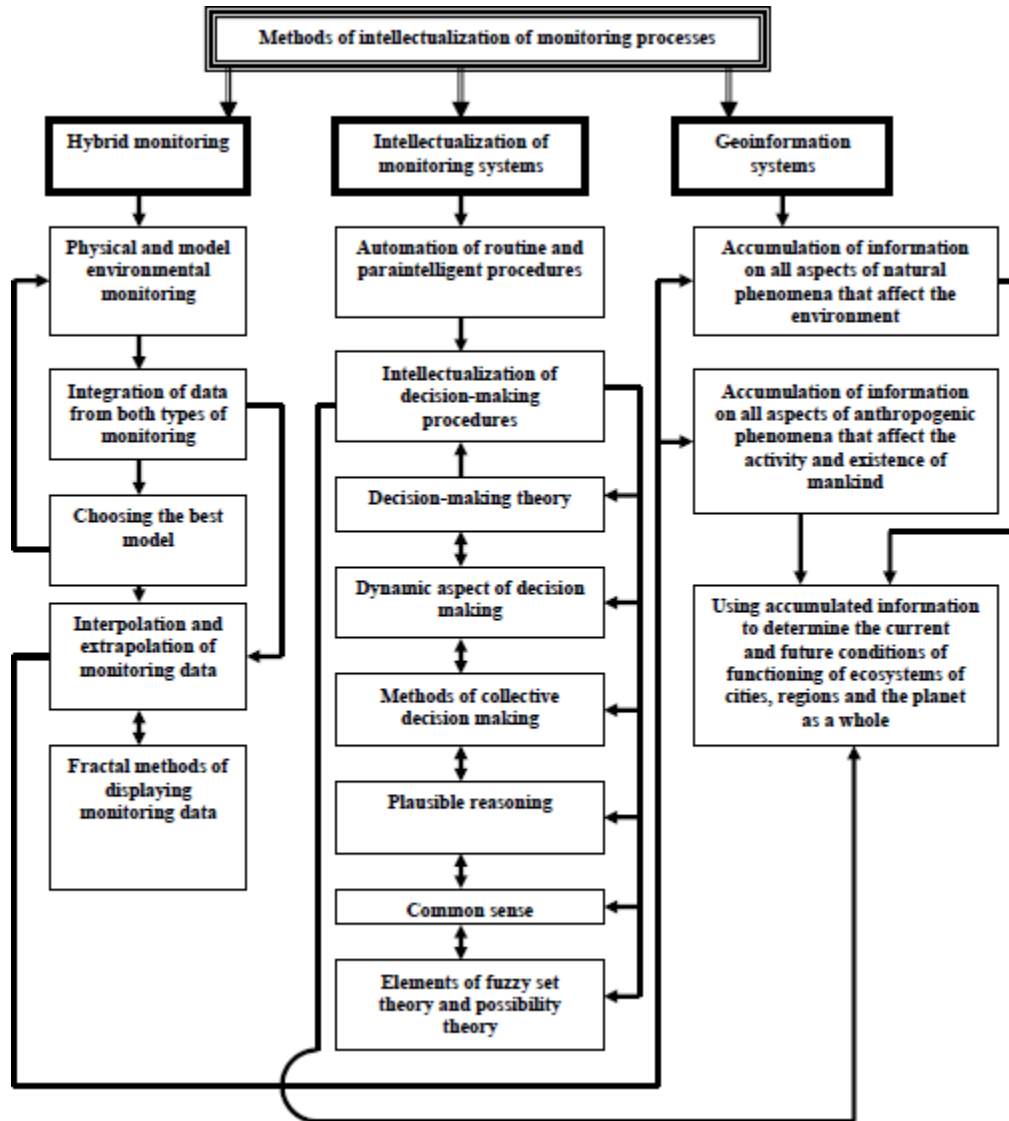 Methods of intellectualization of monitoring processes
Hybrid monitoring
Intellectualization of
monitoring systems
Geoinformation
systems
Physical and model
environmental
monitoring
Integration of data
from both types of
monitoring
Choosing the best
model
Interpolation and
extrapolation of
monitoring data
Fractal methods of
displaying
monitoring data
Automation of routine and
paraintelligent procedures
Intellectualization of
decision-making
procedures
Decision-making theory
Dynamic aspect of decision
making
Methods of collective
decision making
Plausible reasoning
Common sense
Elements of fuzzy set
theory and possibility
theory
Accumulation of information
on all aspects of natural
phenomena that affect the
environment
Accumulation of information
on all aspects of anthropogenic
phenomena that affect the
activity and existence of
mankind
Using accumulated information
to determine the current
and future conditions of
functioning of ecosystems of
cities, regions and the planet
as a whole